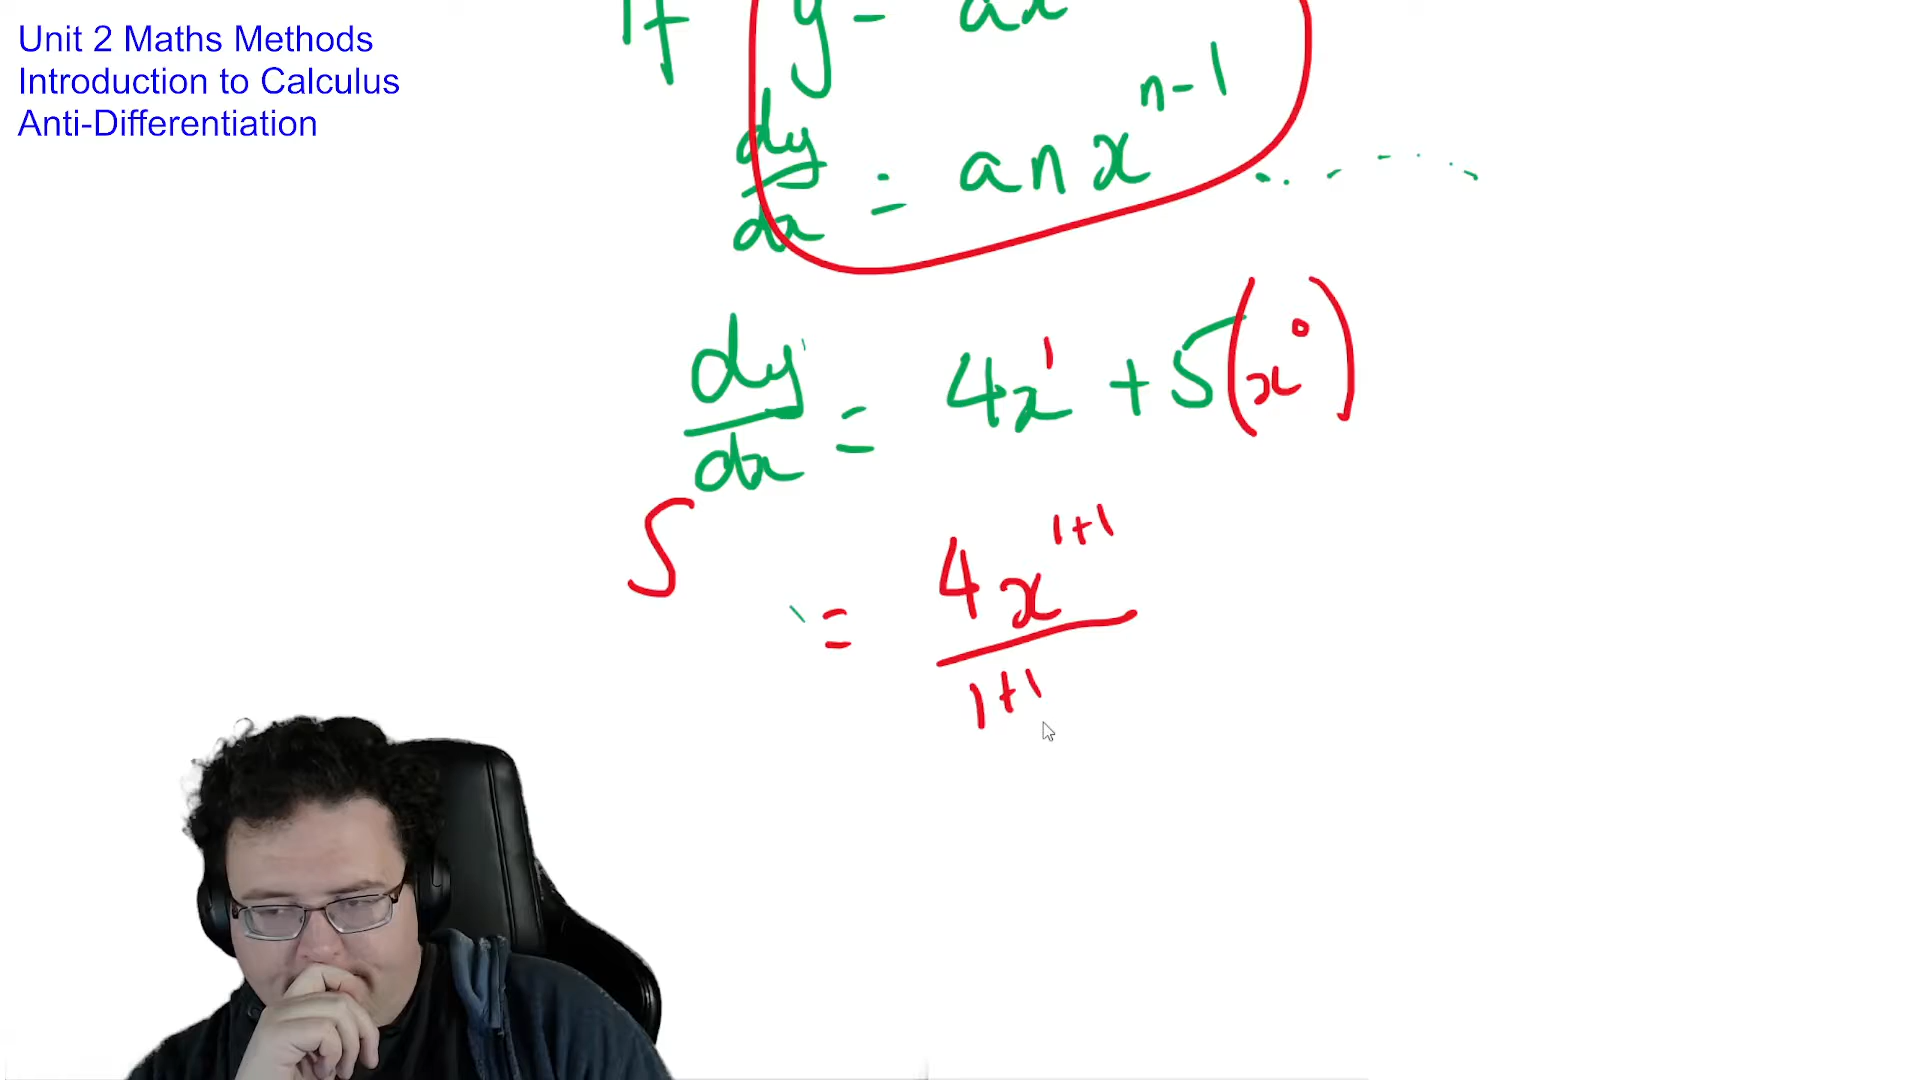 Unit 2 Maths Methods
Introduction to Calculus
Anti-Differentiation
If y = ax
dy/dx = anx^(n-1)
dy/dx = 4x^1 + 5(x^0)
∫ = 4x^(1+1)/(1+1)